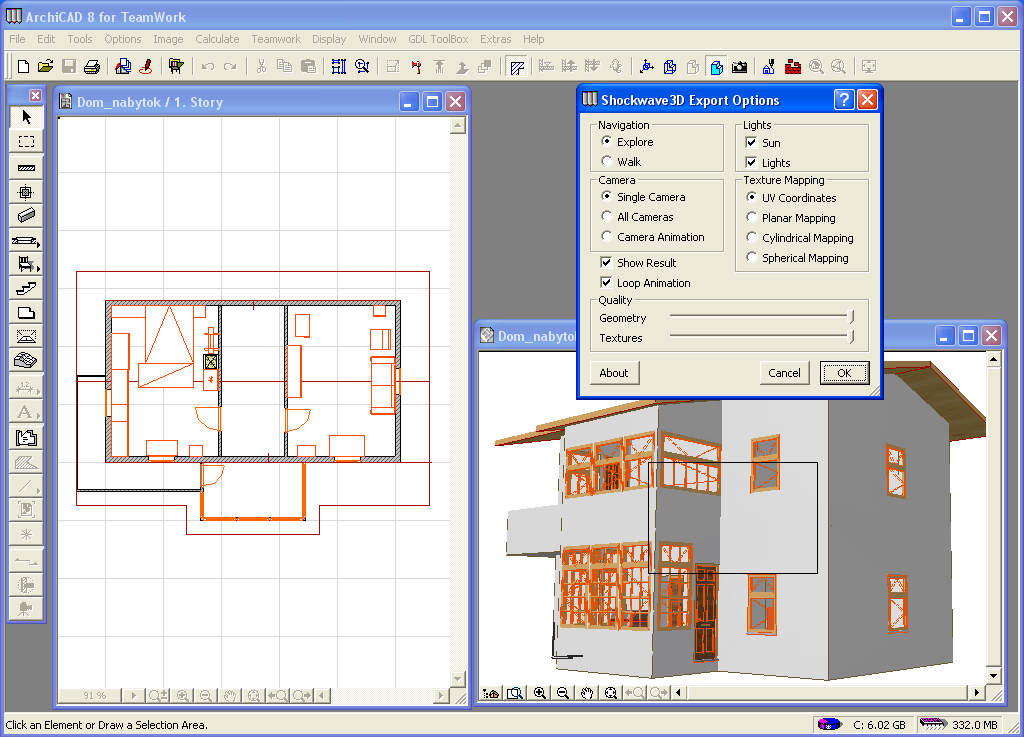 ArchiCAD 8 for TeamWork
File Edit Tools Options Image Calculate Teamwork Display Window GDL ToolBox Extras Help
Dom_nabytok / 1. Story
Shockwave3D Export Options
Navigation
Explore
Walk
Lights
Sun
Lights
Camera
Single Camera
All Cameras
Camera Animation
Texture Mapping
UV Coordinates
Planar Mapping
Cylindrical Mapping
Spherical Mapping
Show Result
Loop Animation
Quality
Geometry
Textures
About Cancel OK
Dom_nabyto
A
91 %
Click an Element or Draw a Selection Area.
C: 6.02 GB
332.0 MB